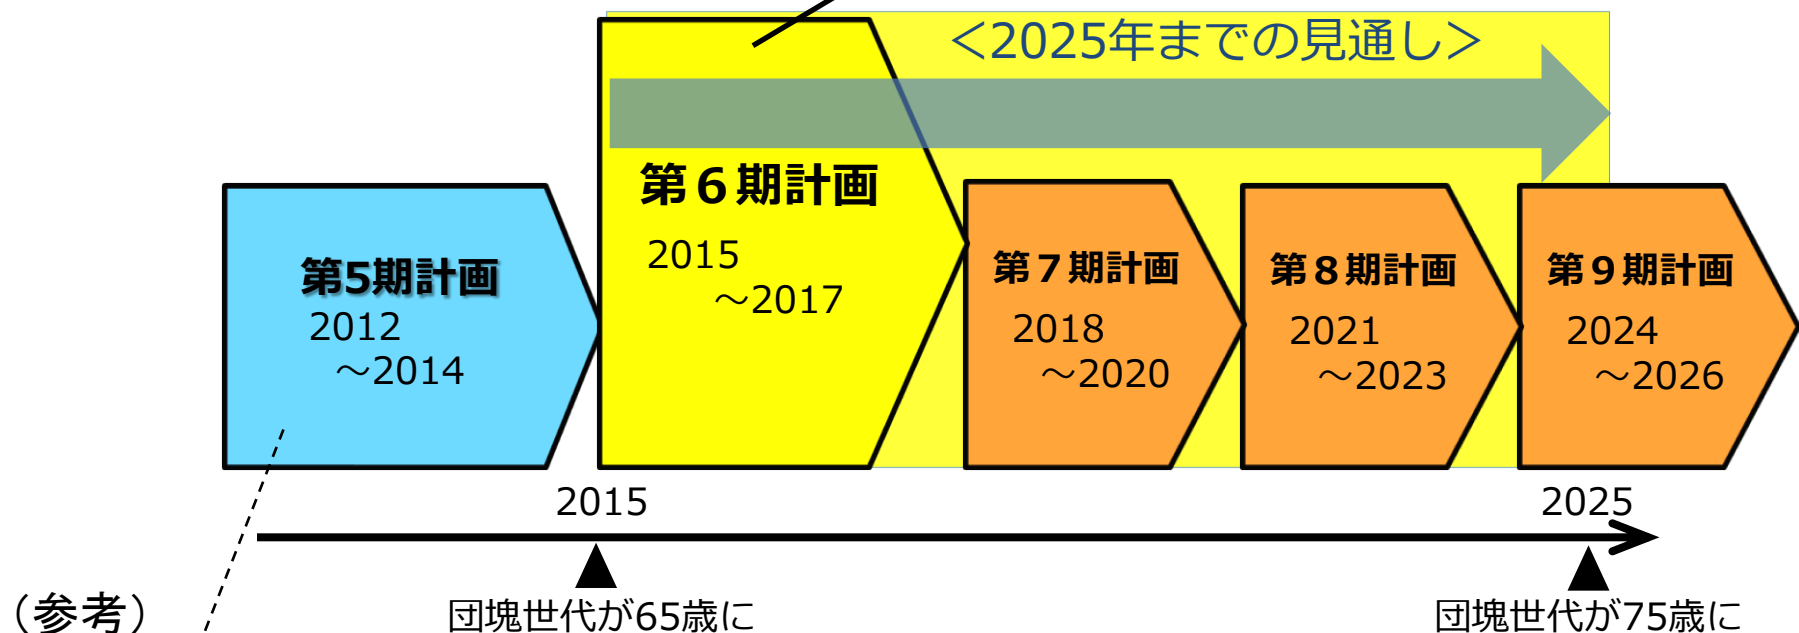 ＜2025年までの見通し＞
第５期計画
2012
～2014
第６期計画
2015
～2017
第７期計画
2018
～2020
第８期計画
2021
～2023
第９期計画
2024
～2026
2015
2025
団塊世代が65歳に
団塊世代が75歳に
（参考）